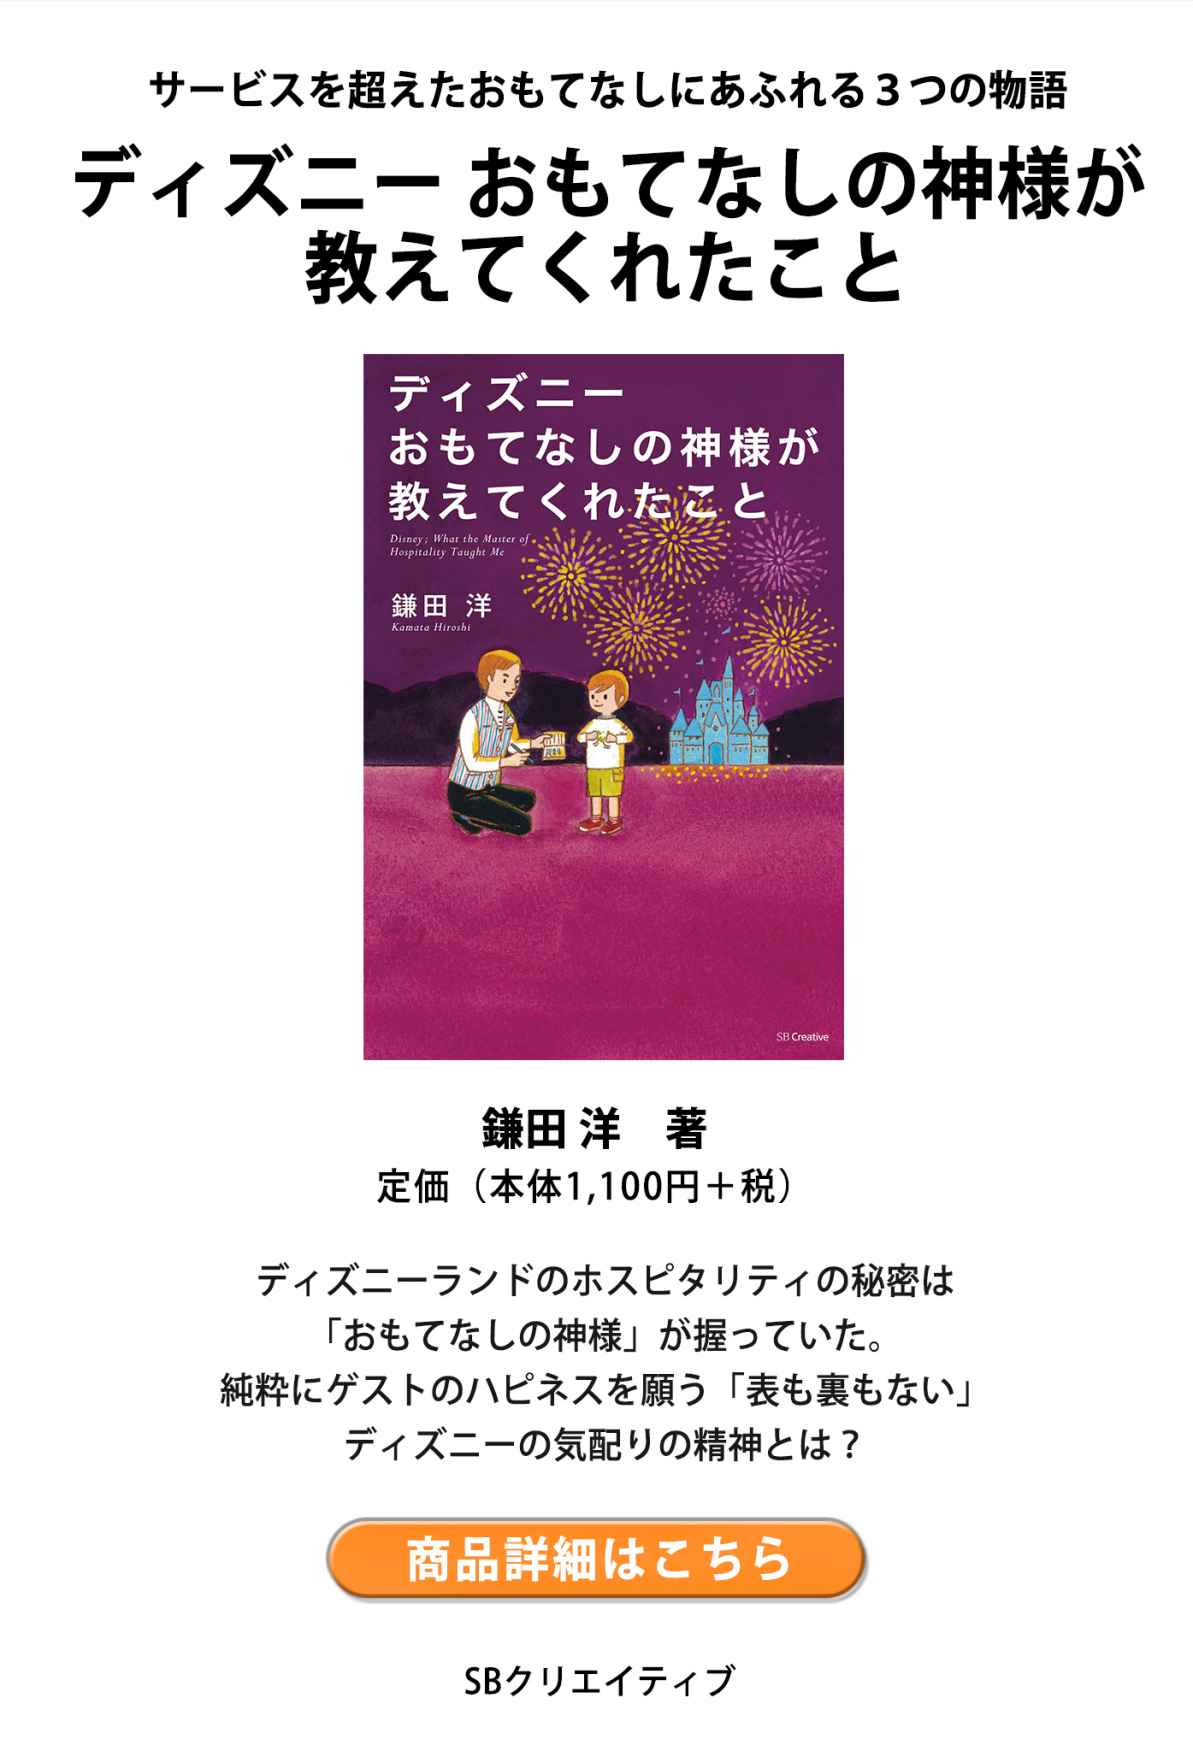 サービスを超えたおもてなしにあふれる３つの物語
ディズニー おもてなしの神様が
教えてくれたこと
ディズニー
おもてなしの神様が
教えてくれたこと
Disney; What the Master of
Hospitality Taught Me
鎌田 洋
Kamata Hiroshi
SB Creative
鎌田 洋　著
定価（本体1,100円＋税）
ディズニーランドのホスピタリティの秘密は
「おもてなしの神様」が握っていた。
純粋にゲストのハピネスを願う「表も裏もない」
ディズニーの気配りの精神とは？
商品詳細はこちら
SBクリエイティブ